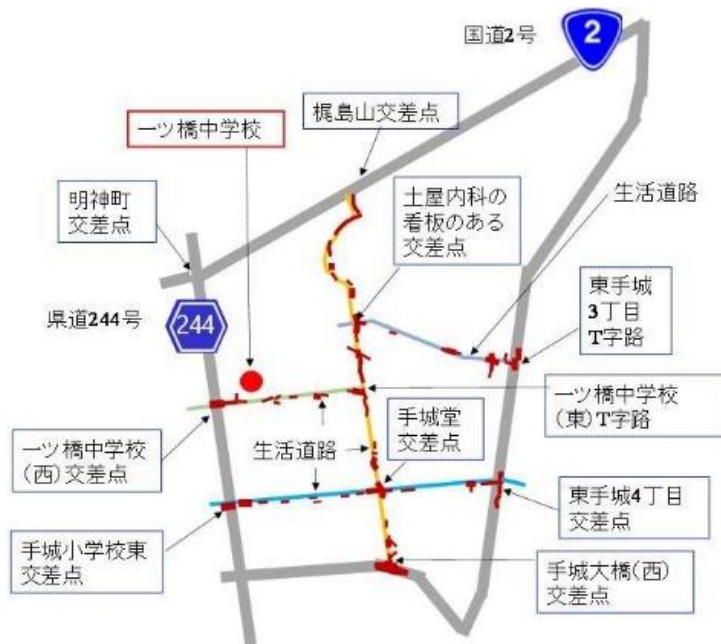 国道2号
2
一ツ橋中学校
梶島山交差点
明神町
交差点
土屋内科の
看板のある
交差点
生活道路
県道244号
244
東手城
3丁目
T字路
一ツ橋中学校
(東)T字路
手城堂
交差点
一ツ橋中学校
(西)交差点
生活道路
東手城4丁目
交差点
手城小学校東
交差点
手城大橋(西)
交差点